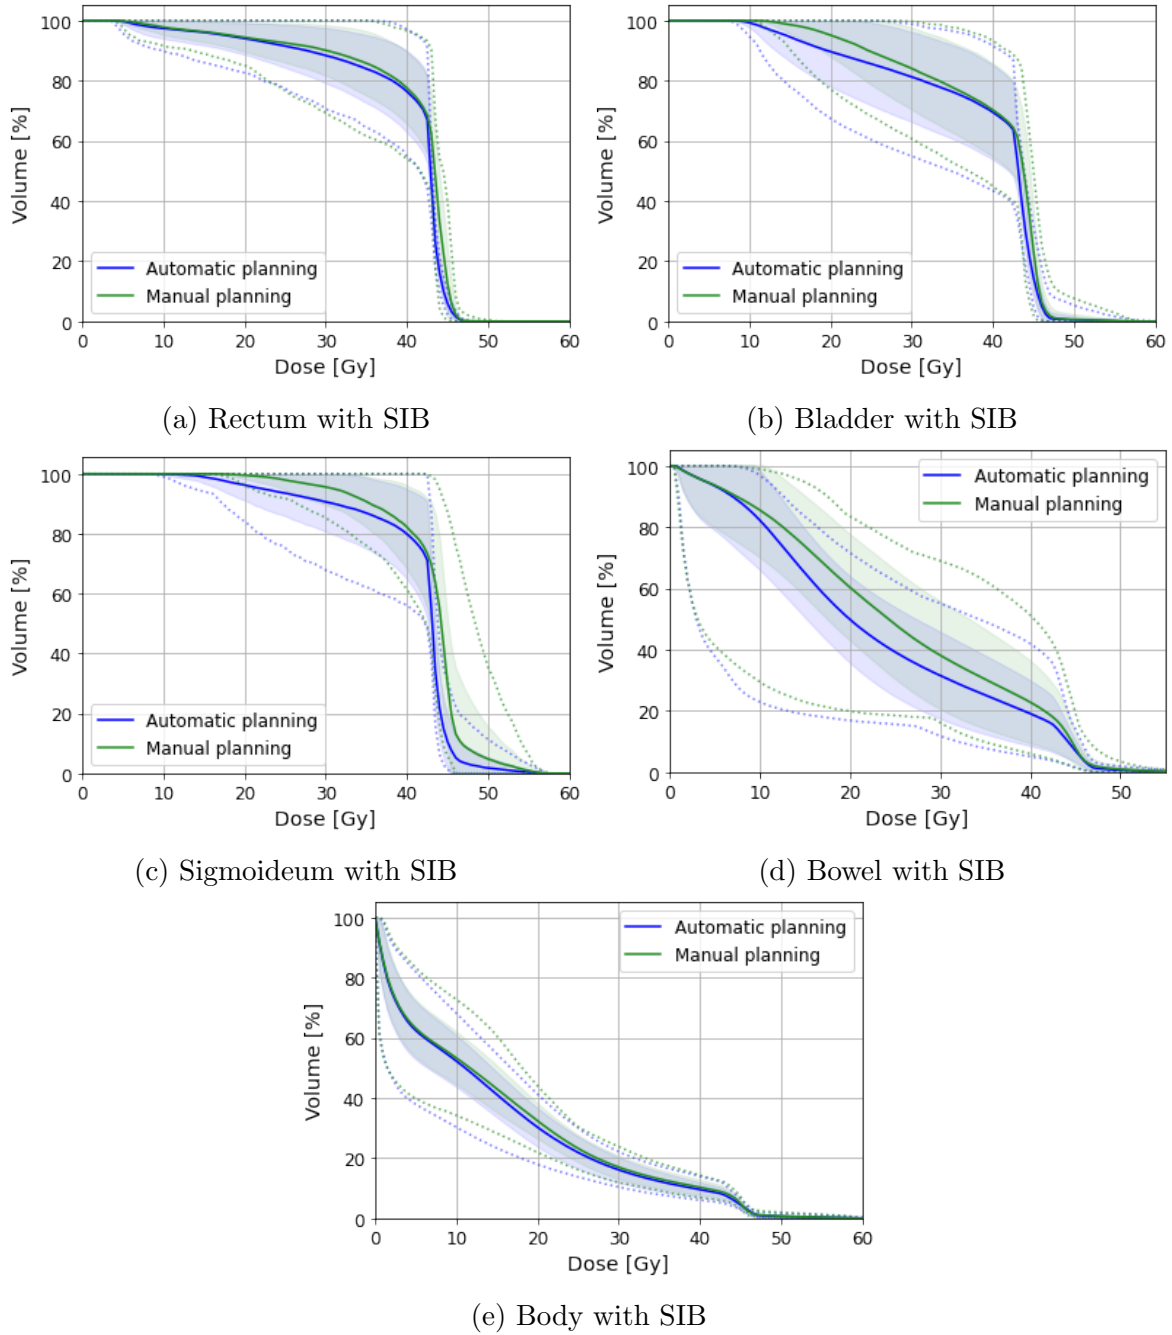 100
80
60
40
20
0
Volume [%]
Automatic planning
Manual planning
0 10 20 30 40 50 60
Dose [Gy]
(a) Rectum with SIB
100
80
60
40
20
0
Volume [%]
Automatic planning
Manual planning
0 10 20 30 40 50 60
Dose [Gy]
(b) Bladder with SIB
100
80
60
40
20
0
Volume [%]
Automatic planning
Manual planning
0 10 20 30 40 50 60
Dose [Gy]
(c) Sigmoideum with SIB
100
80
60
40
20
0
Volume [%]
Automatic planning
Manual planning
0 10 20 30 40 50
Dose [Gy]
(d) Bowel with SIB
100
80
60
40
20
0
Volume [%]
Automatic planning
Manual planning
0 10 20 30 40 50 60
Dose [Gy]
(e) Body with SIB